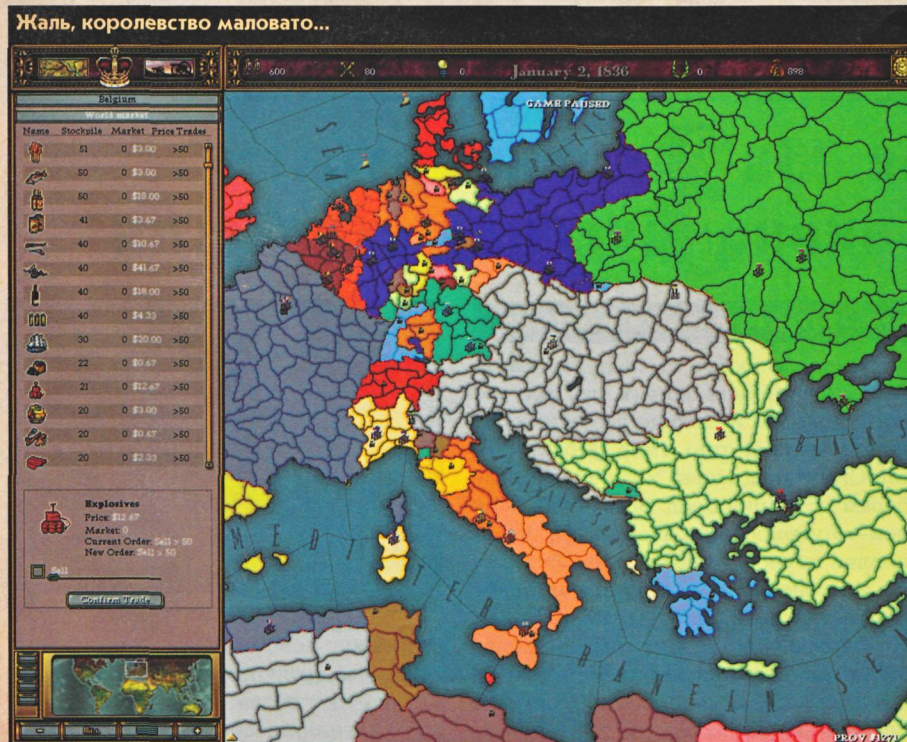 Жаль, королевство маловато...
600 80 0 January 2, 1836 0 898
Belgium
World market
GAME PAUSED
Name Stockpile Market Price Trades
51 0 $3.00 >50
50 0 $3.00 >50
50 0 $18.00 >50
41 0 $3.67 >50
40 0 $10.67 >50
40 0 $41.67 >50
40 0 $18.00 >50
40 0 $4.33 >50
30 0 $20.00 >50
22 0 $0.67 >50
21 0 $12.67 >50
20 0 $3.00 >50
20 0 $0.67 >50
20 0 $2.33 >50
BLACK S
Explosives
Price: $12.67
Market: 0
Current Order: Sell > 50
New Order: Sell > 50
Sell
Confirm Trade
MEDITERRANEAN SEA
PROV #1271